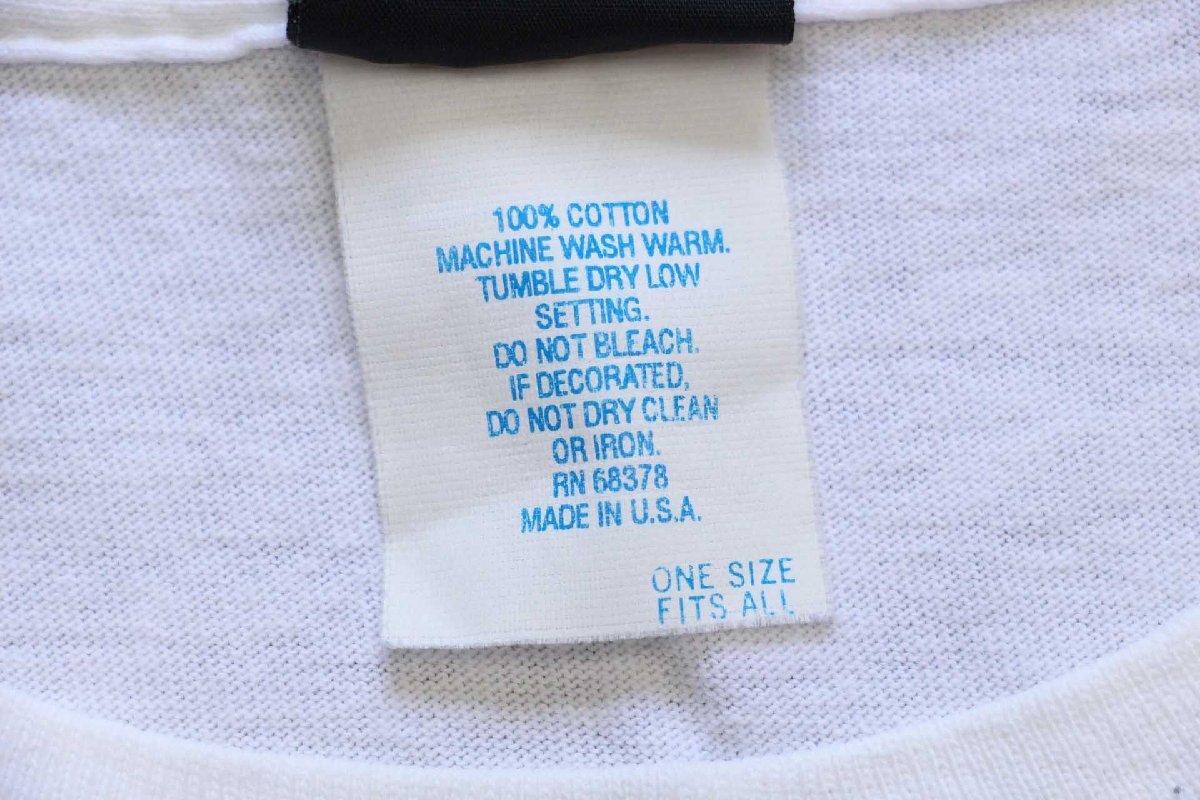 100% COTTON
MACHINE WASH WARM.
TUMBLE DRY LOW
SETTING.
DO NOT BLEACH.
IF DECORATED,
DO NOT DRY CLEAN
OR IRON.
RN 68378
MADE IN U.S.A.
ONE SIZE
FITS ALL